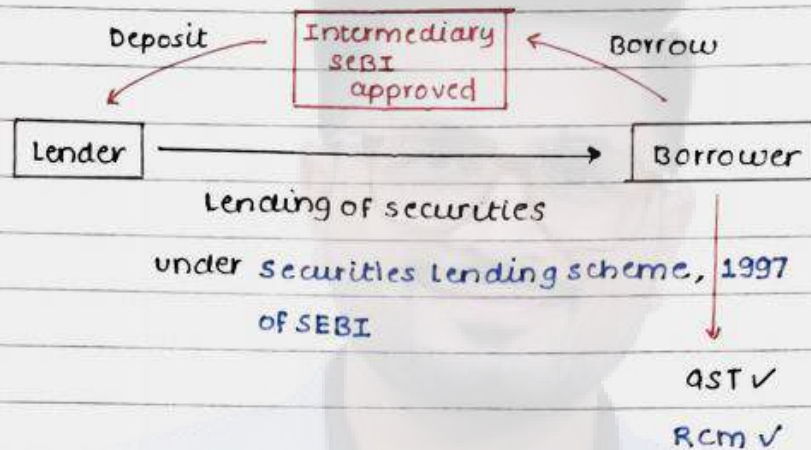 Deposit
Intermediary
SEBI
approved
Borrow
Lender
Borrower
Lending of securities
under securities lending scheme, 1997
of SEBI
GST ✓
RCM ✓